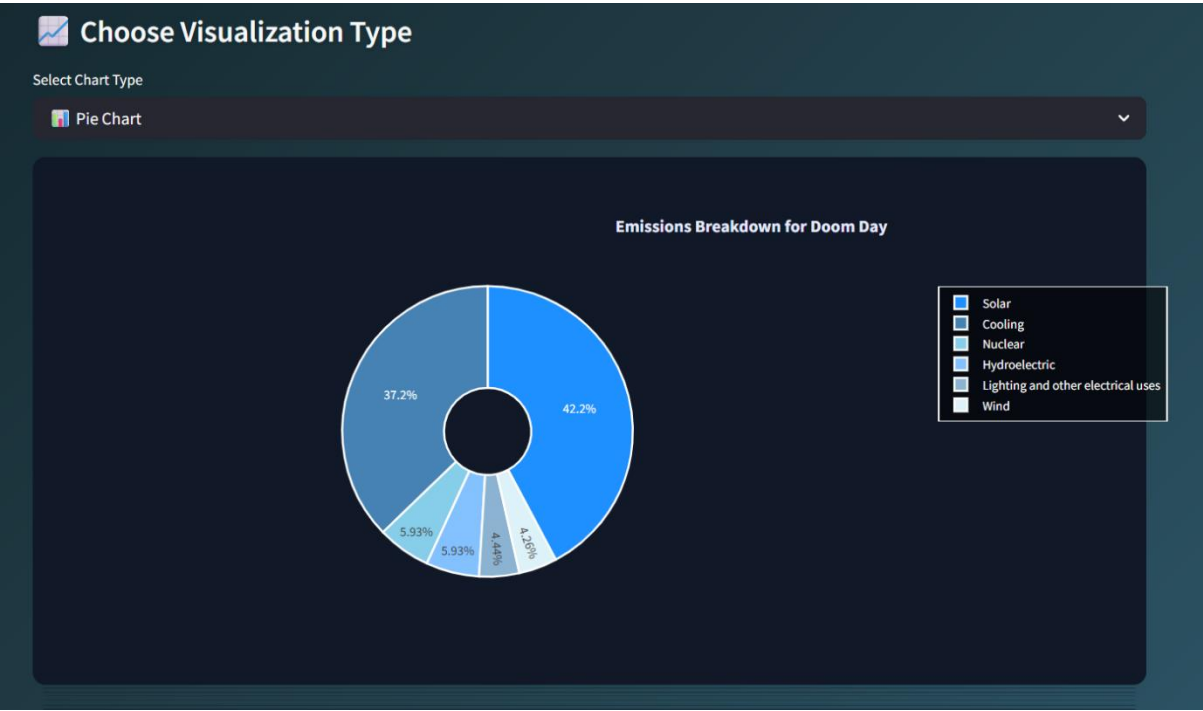 Choose Visualization Type
Select Chart Type
Pie Chart
Emissions Breakdown for Doom Day
Solar
Cooling
Nuclear
Hydroelectric
Lighting and other electrical uses
Wind
37.2%
42.2%
5.93%
5.93%
4.44%
4.26%